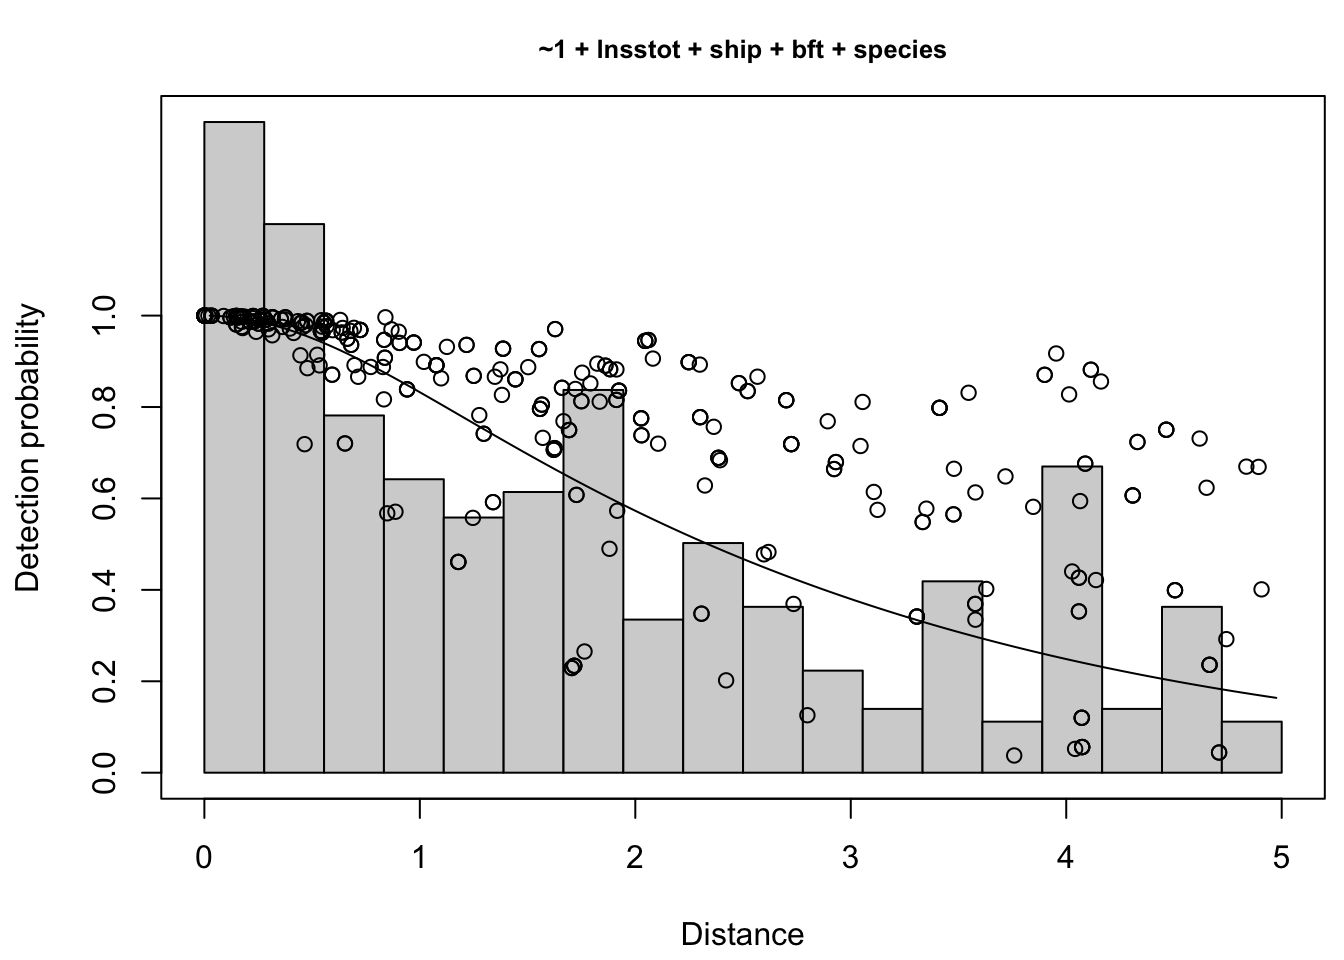 ~1 + lnsstot + ship + bft + species
Detection probability
1.0
0.8
0.6
0.4
0.2
0.0
0 1 2 3 4 5
Distance